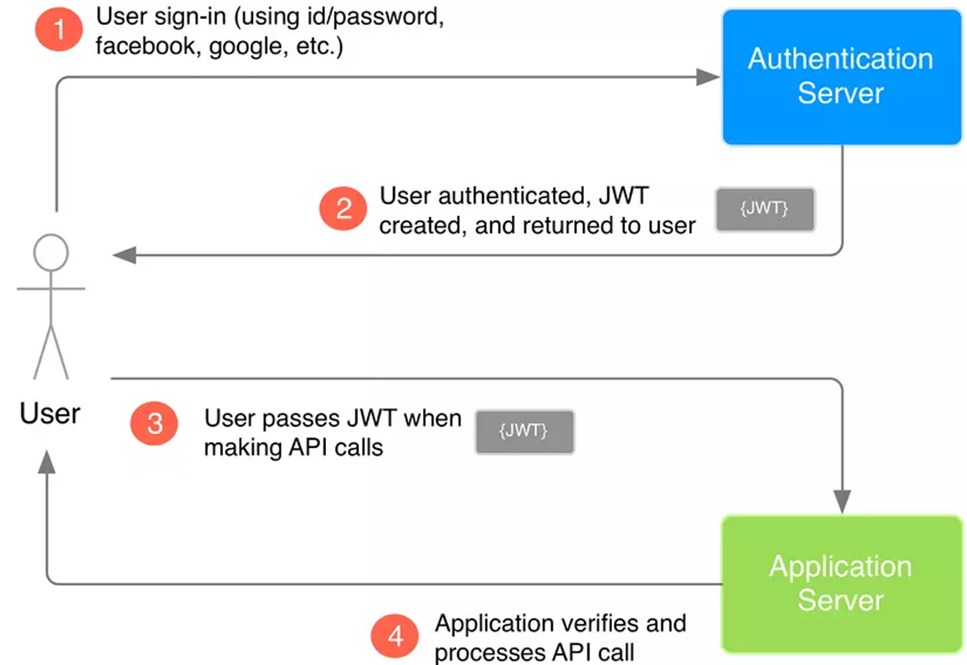 1
User sign-in (using id/password,
facebook, google, etc.)
Authentication
Server
2
User authenticated, JWT
created, and returned to user
{JWT}
User
3
User passes JWT when
making API calls
{JWT}
Application
Server
4
Application verifies and
processes API call